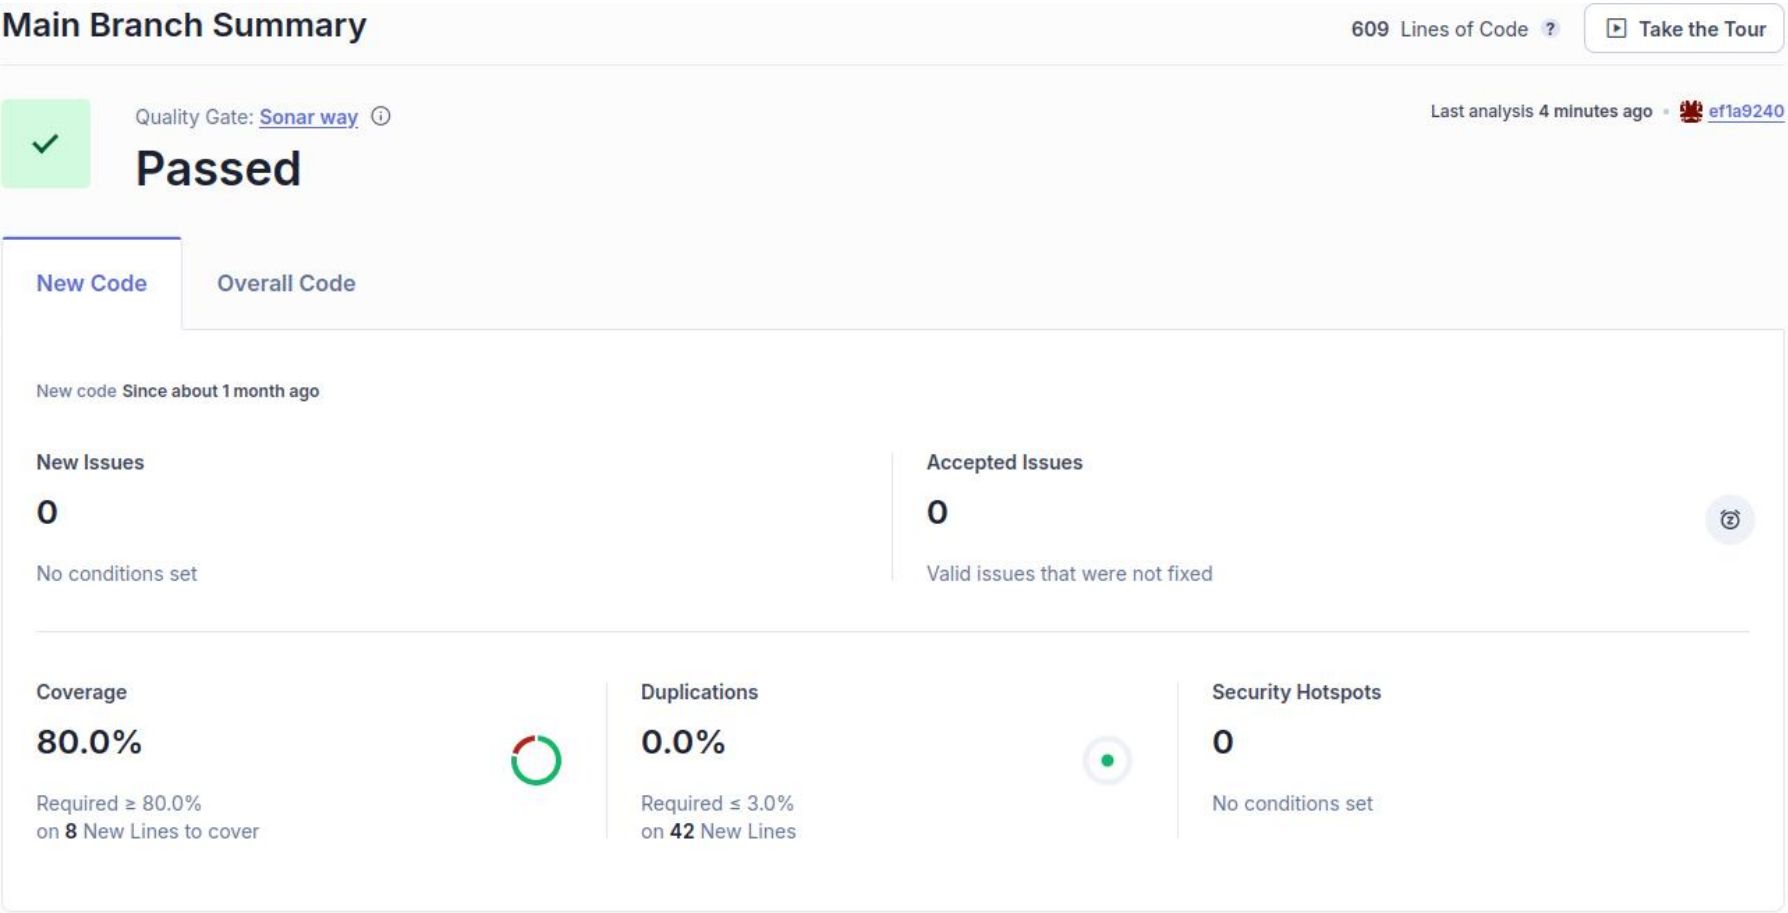 Main Branch Summary
609 Lines of Code ?
Take the Tour
Quality Gate: Sonar way
Passed
Last analysis 4 minutes ago • ef1a9240
New Code
Overall Code
New code Since about 1 month ago
New Issues
0
No conditions set
Accepted Issues
0
Valid issues that were not fixed
Coverage
80.0%
Required ≥ 80.0%
on 8 New Lines to cover
Duplications
0.0%
Required ≤ 3.0%
on 42 New Lines
Security Hotspots
0
No conditions set